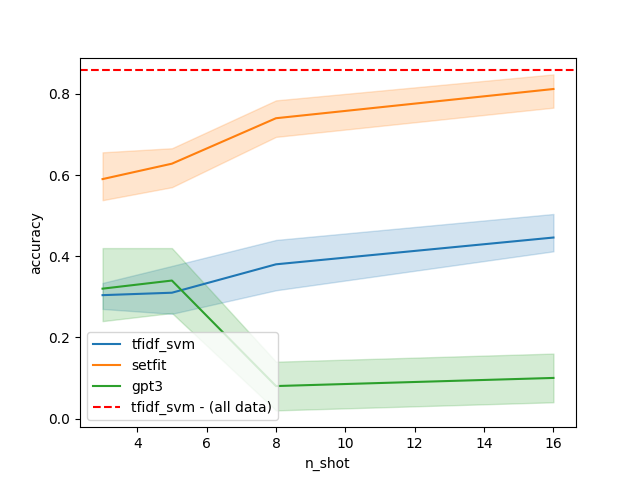 accuracy
0.8
0.6
0.4
0.2
0.0
tfidf_svm
setfit
gpt3
tfidf_svm - (all data)
4 6 8 10 12 14 16
n_shot